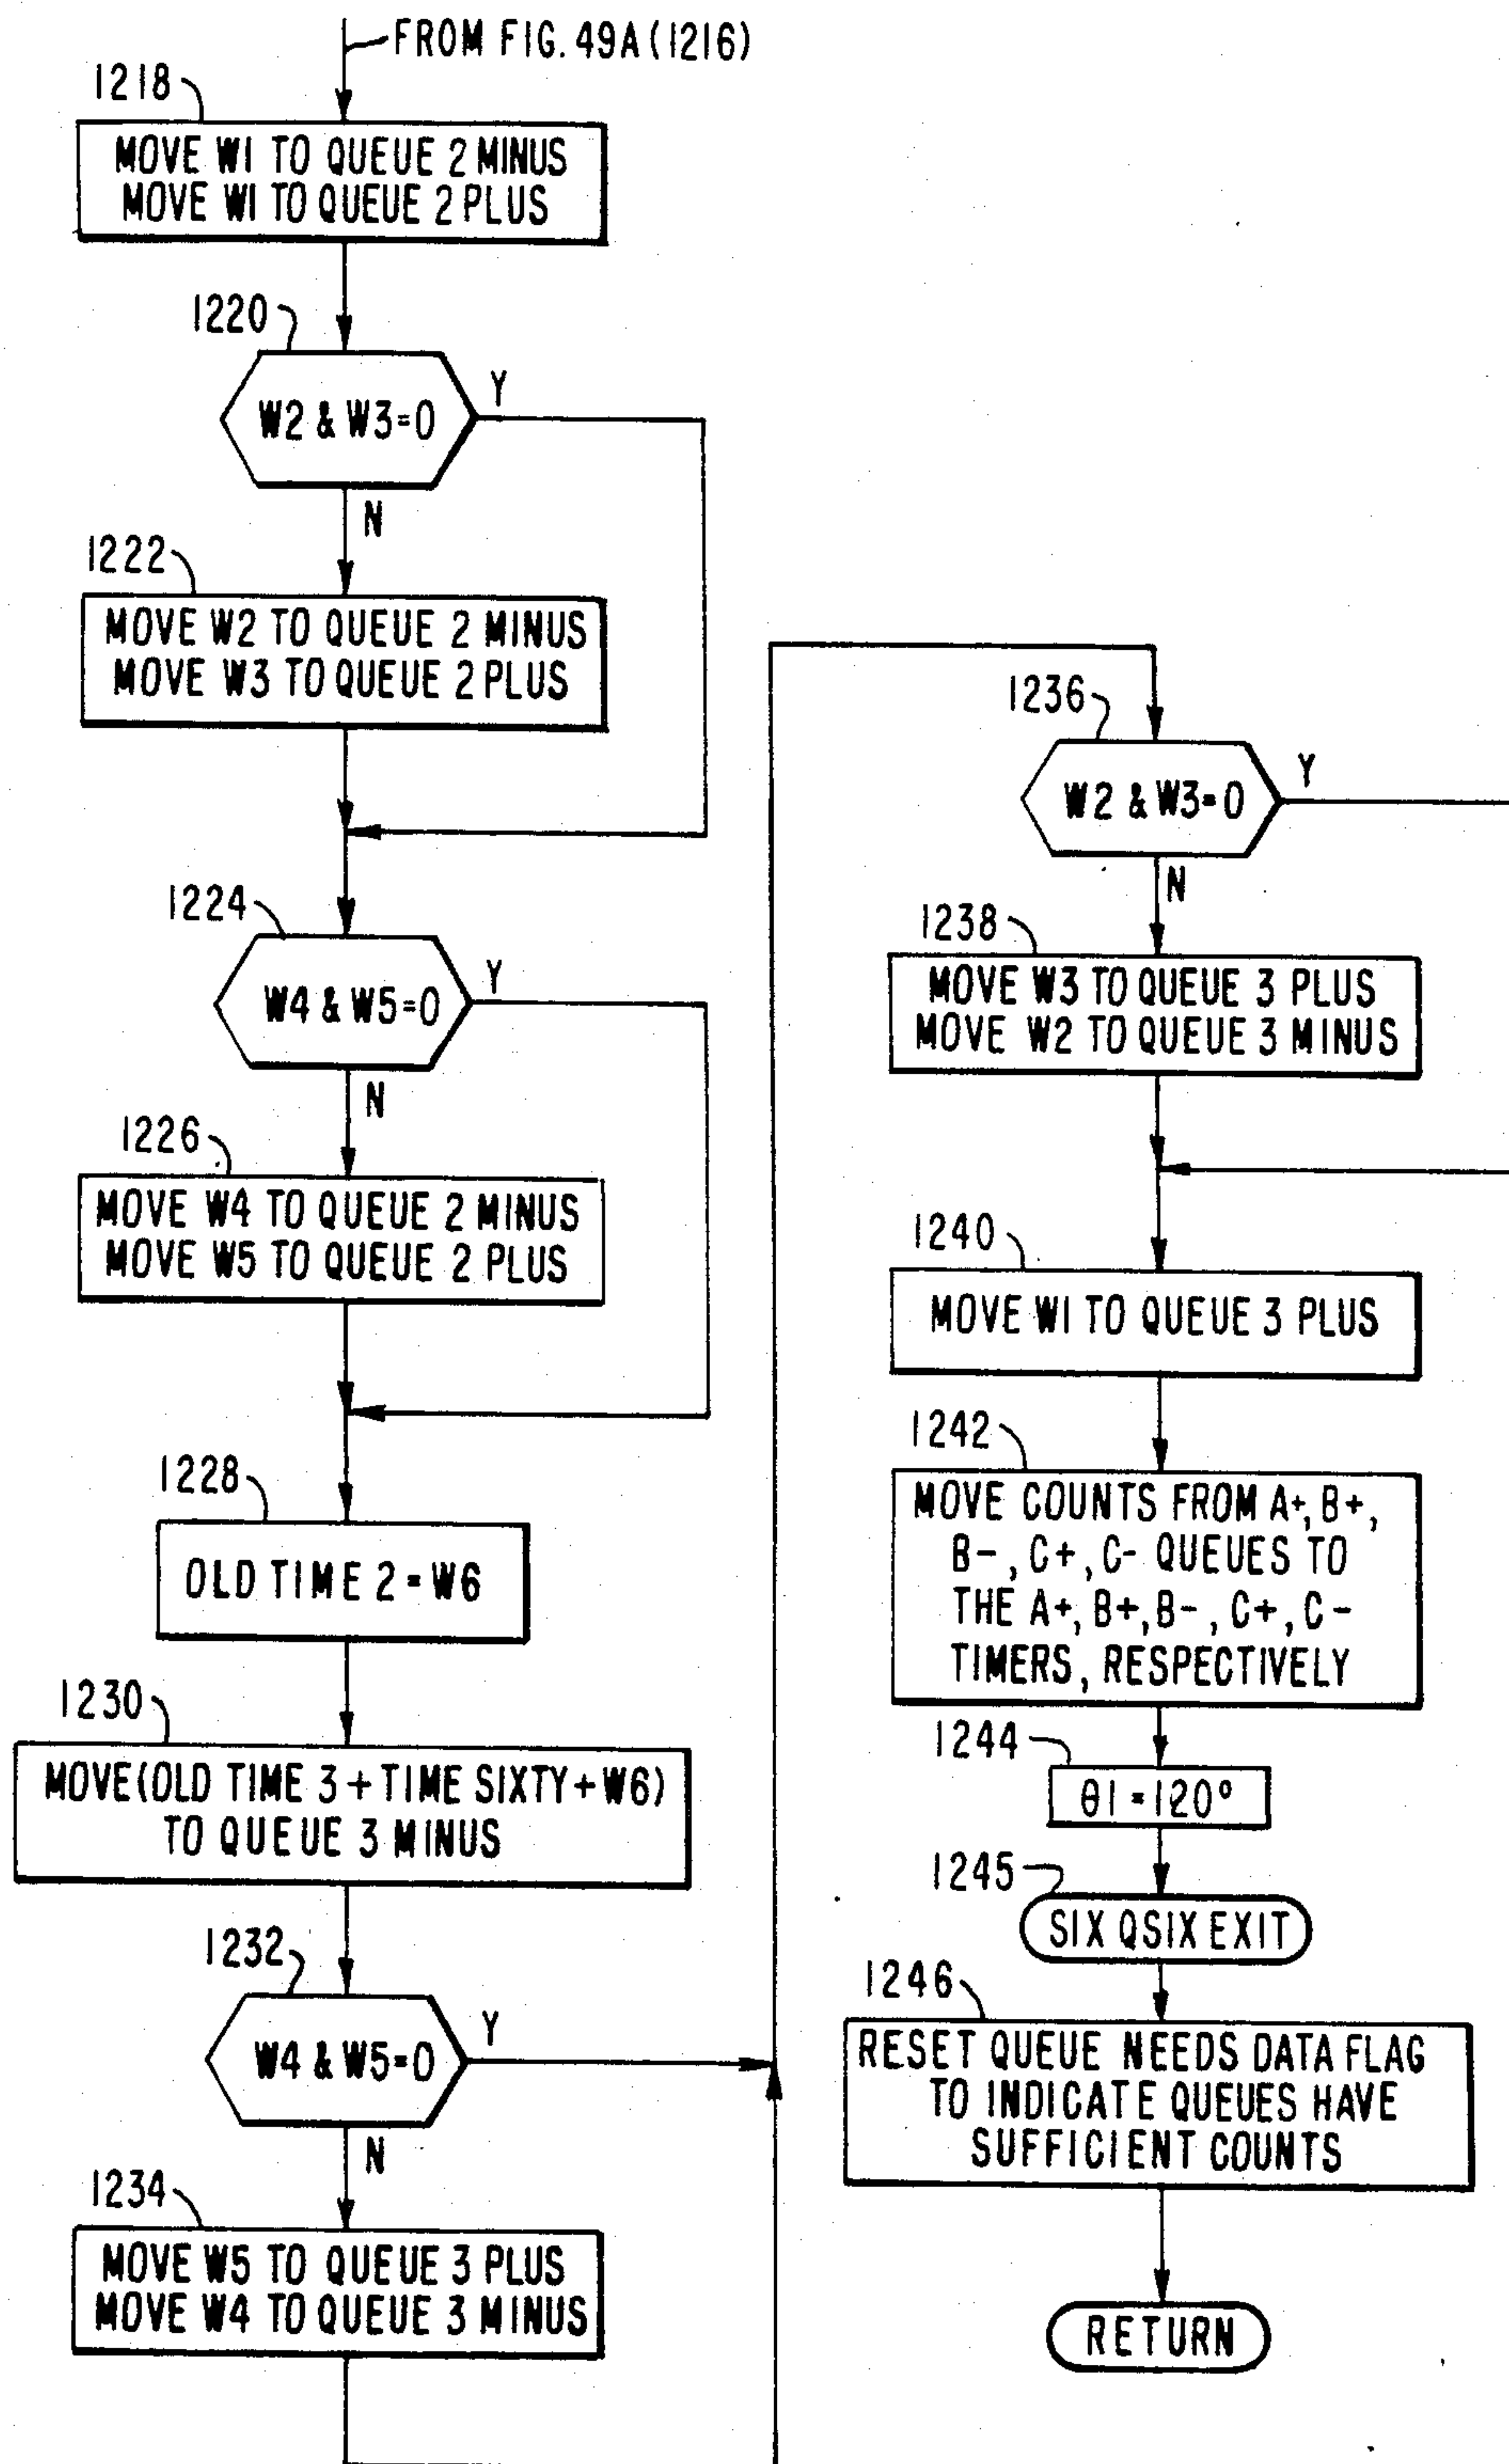 FROM FIG. 49A (1216)
1218
MOVE W1 TO QUEUE 2 MINUS
MOVE W1 TO QUEUE 2 PLUS
1220
W2 & W3=0
Y
N
1222
MOVE W2 TO QUEUE 2 MINUS
MOVE W3 TO QUEUE 2 PLUS
1224
W4 & W5=0
Y
N
1226
MOVE W4 TO QUEUE 2 MINUS
MOVE W5 TO QUEUE 2 PLUS
1228
OLD TIME 2=W6
1230
MOVE(OLD TIME 3+TIME SIXTY+W6)
TO QUEUE 3 MINUS
1232
W4 & W5=0
Y
N
1234
MOVE W5 TO QUEUE 3 PLUS
MOVE W4 TO QUEUE 3 MINUS
1236
W2 & W3=0
Y
N
1238
MOVE W3 TO QUEUE 3 PLUS
MOVE W2 TO QUEUE 3 MINUS
1240
MOVE W1 TO QUEUE 3 PLUS
1242
MOVE COUNTS FROM A+, B+,
B-, C+, C- QUEUES TO
THE A+, B+, B-, C+, C-
TIMERS, RESPECTIVELY
1244
θ1=120°
1245
SIX QSIX EXIT
1246
RESET QUEUE NEEDS DATA FLAG
TO INDICATE QUEUES HAVE
SUFFICIENT COUNTS
RETURN